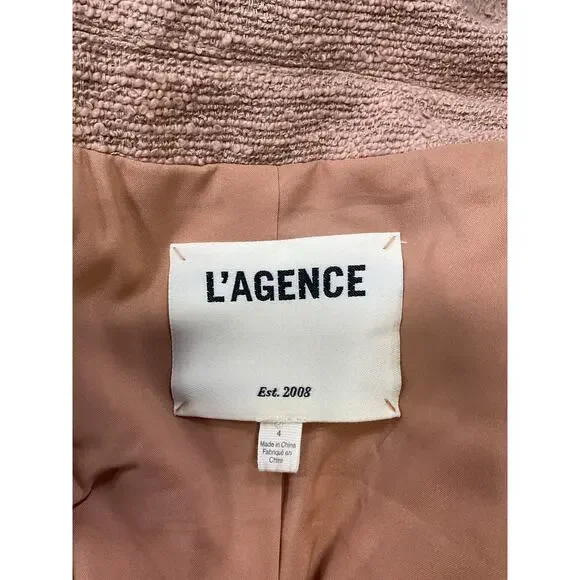 L'AGENCE
Est. 2008
4
Made in China
Fabriqué en
Chine